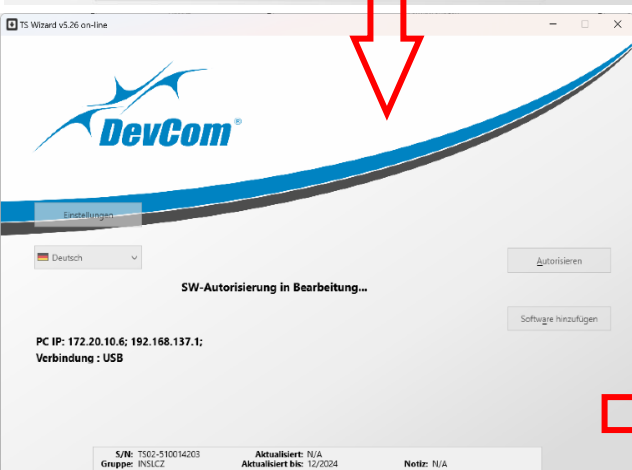 TS Wizard v5.26 on-line
DevCom®
Einstellungen
Deutsch
Autorisieren
SW-Autorisierung in Bearbeitung...
Software hinzufügen
PC IP: 172.20.10.6; 192.168.137.1;
Verbindung : USB
S/N: TS02-510014203 Aktualisiert: N/A
Gruppe: INSLCZ Aktualisiert bis: 12/2024 Notiz: N/A